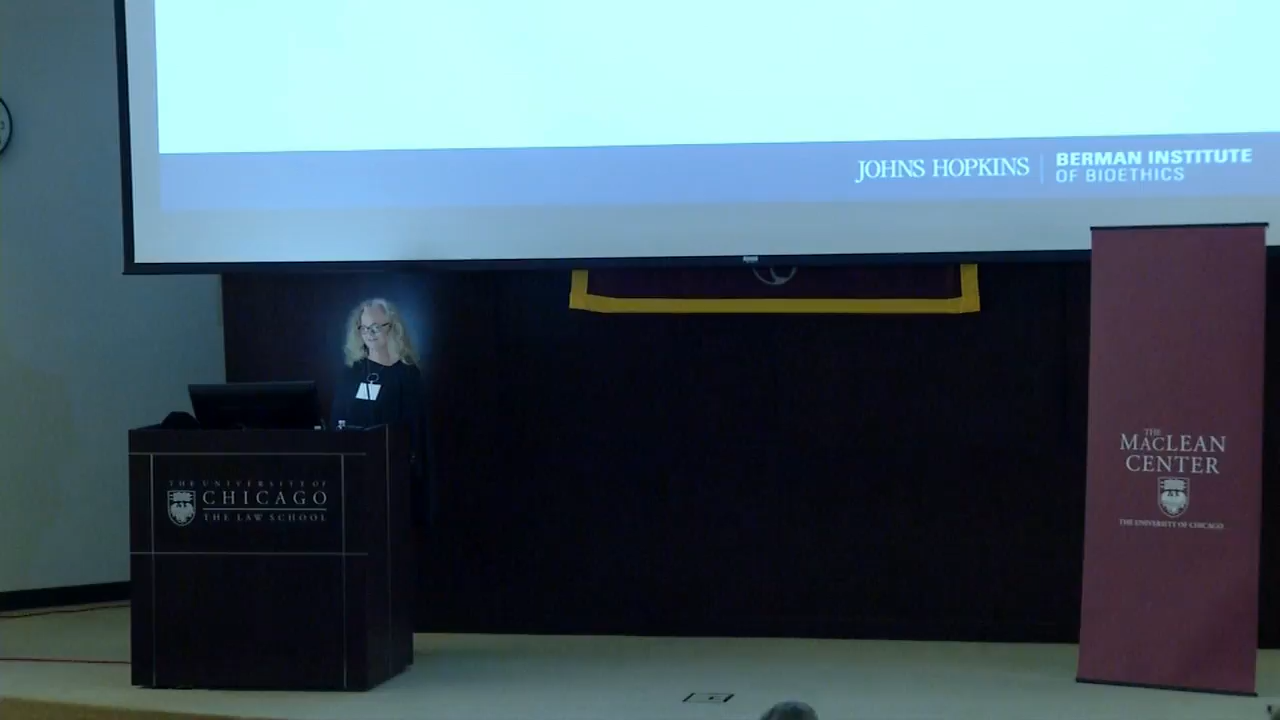 JOHNS HOPKINS
BERMAN INSTITUTE
OF BIOETHICS
THE UNIVERSITY OF
CHICAGO
THE LAW SCHOOL
THE
MACLEAN
CENTER
THE UNIVERSITY OF CHICAGO